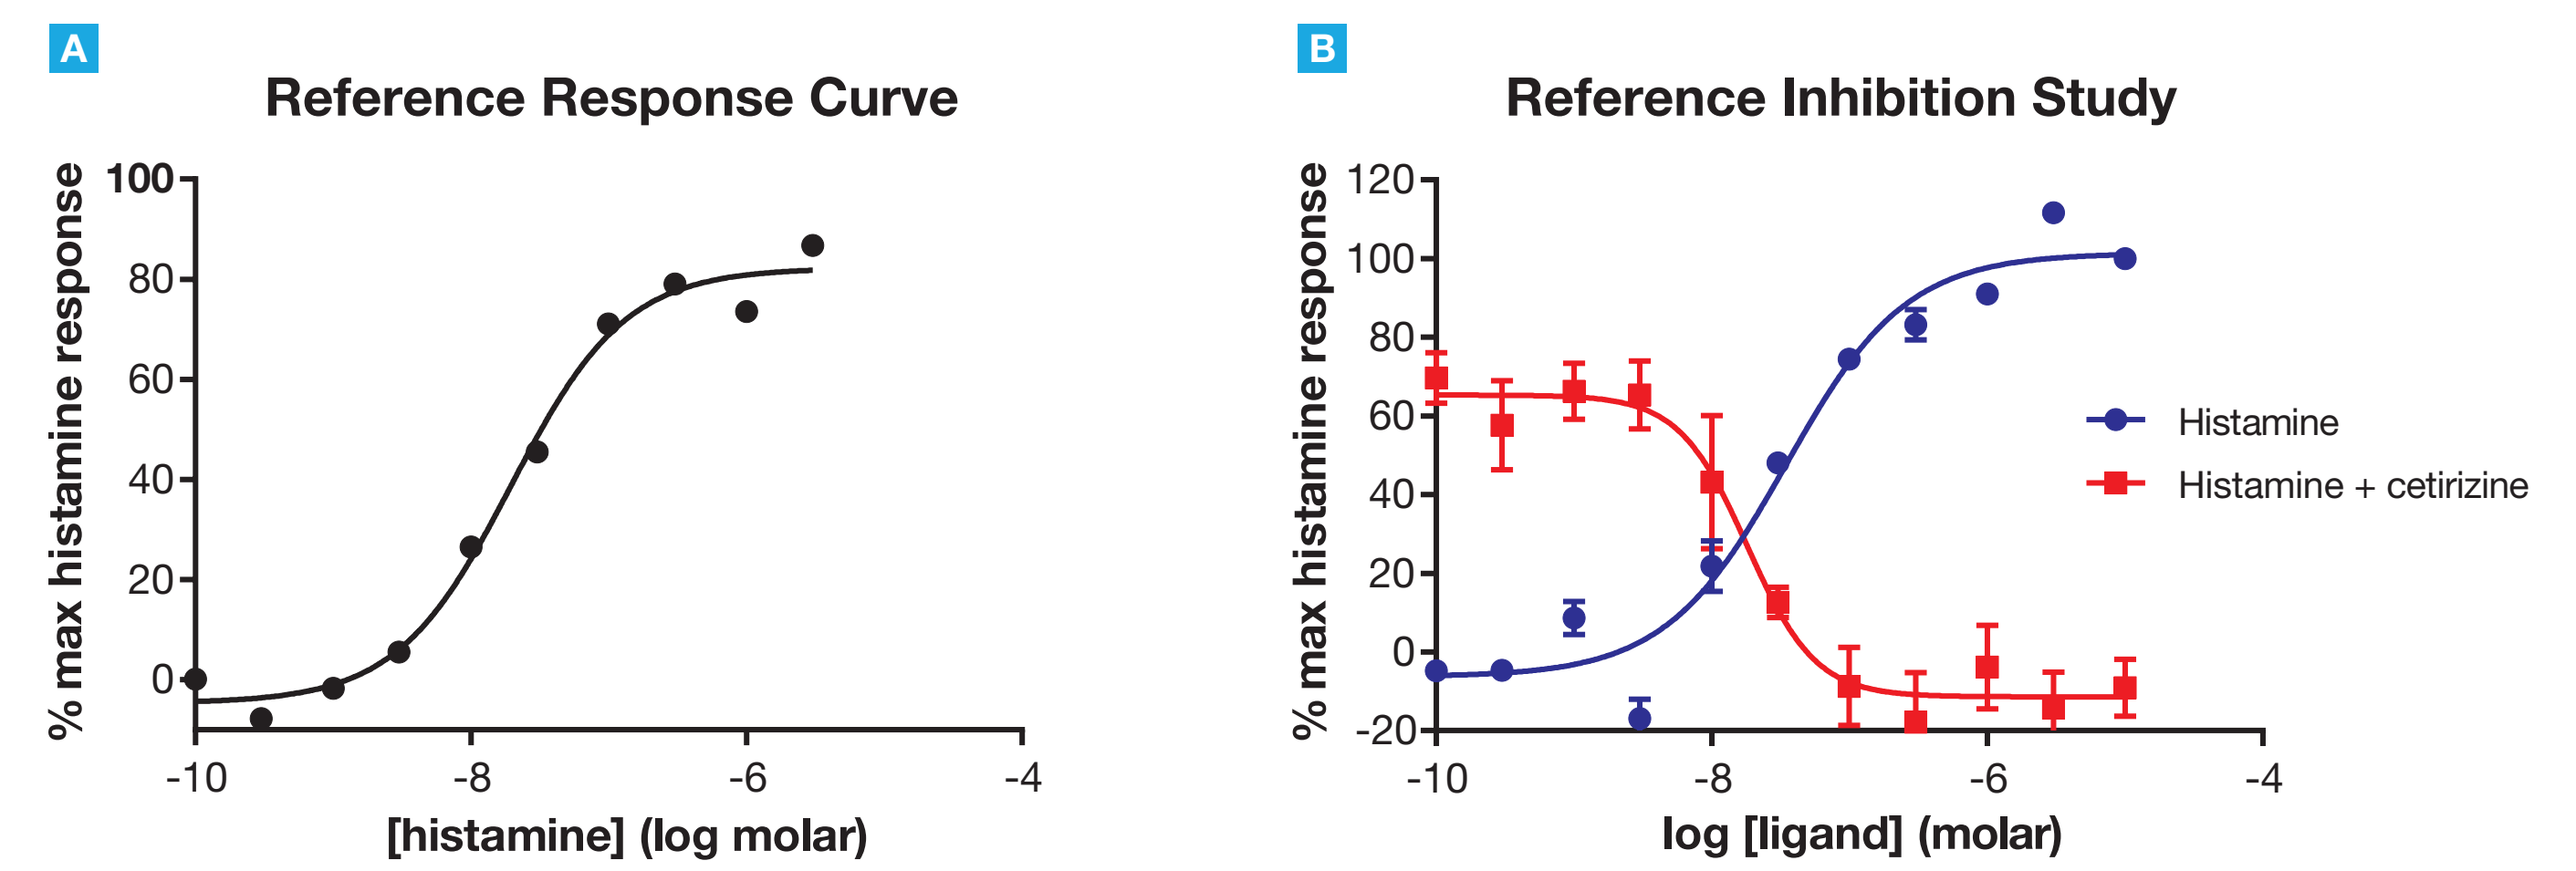 A
Reference Response Curve
% max histamine response
100
80
60
40
20
0
-10
-8
-6
-4
[histamine] (log molar)
B
Reference Inhibition Study
% max histamine response
120
100
80
60
40
20
0
-20
-10
-8
-6
-4
log [ligand] (molar)
Histamine
Histamine + cetirizine